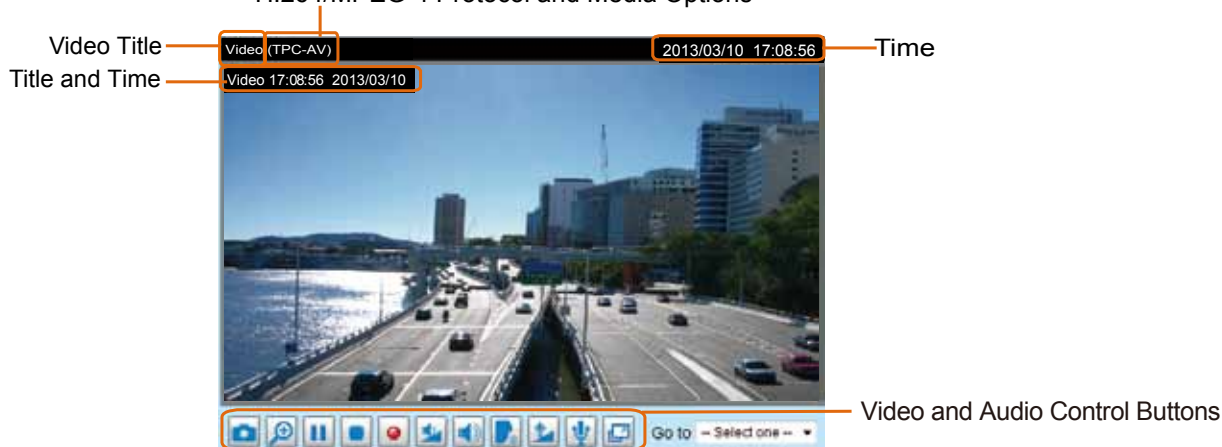 H.264/MPEG-4 Protocol and Media Options
Video Title
Video (TPC-AV)
2013/03/10 17:08:56
Time
Title and Time
Video 17:08:56 2013/03/10
Video and Audio Control Buttons
Go to -- Select one --